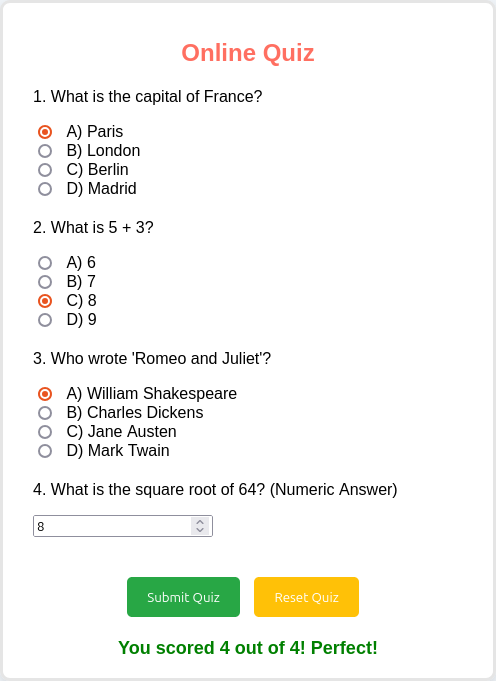 Online Quiz
1. What is the capital of France?
A) Paris
B) London
C) Berlin
D) Madrid
2. What is 5 + 3?
A) 6
B) 7
C) 8
D) 9
3. Who wrote 'Romeo and Juliet'?
A) William Shakespeare
B) Charles Dickens
C) Jane Austen
D) Mark Twain
4. What is the square root of 64? (Numeric Answer)
8
Submit Quiz Reset Quiz
You scored 4 out of 4! Perfect!